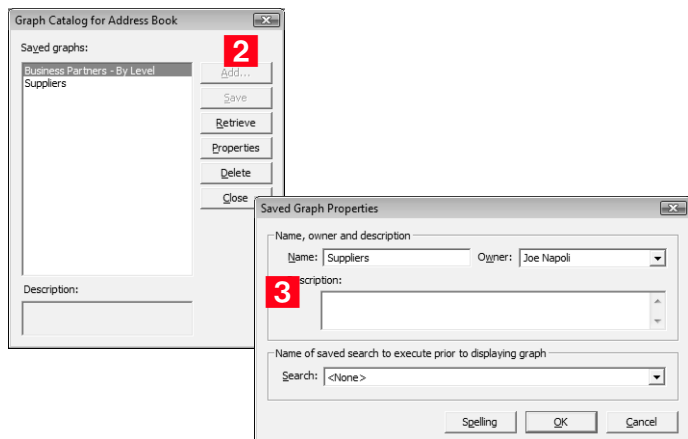 Graph Catalog for Address Book
Saved graphs:
2
Business Partners - By Level
Suppliers
Add...
Save
Retrieve
Properties
Delete
Close
Description:
Saved Graph Properties
Name, owner and description
Name: Suppliers Owner: Joe Napoli
3
scription:
Name of saved search to execute prior to displaying graph
Search: <None>
Spelling OK Cancel